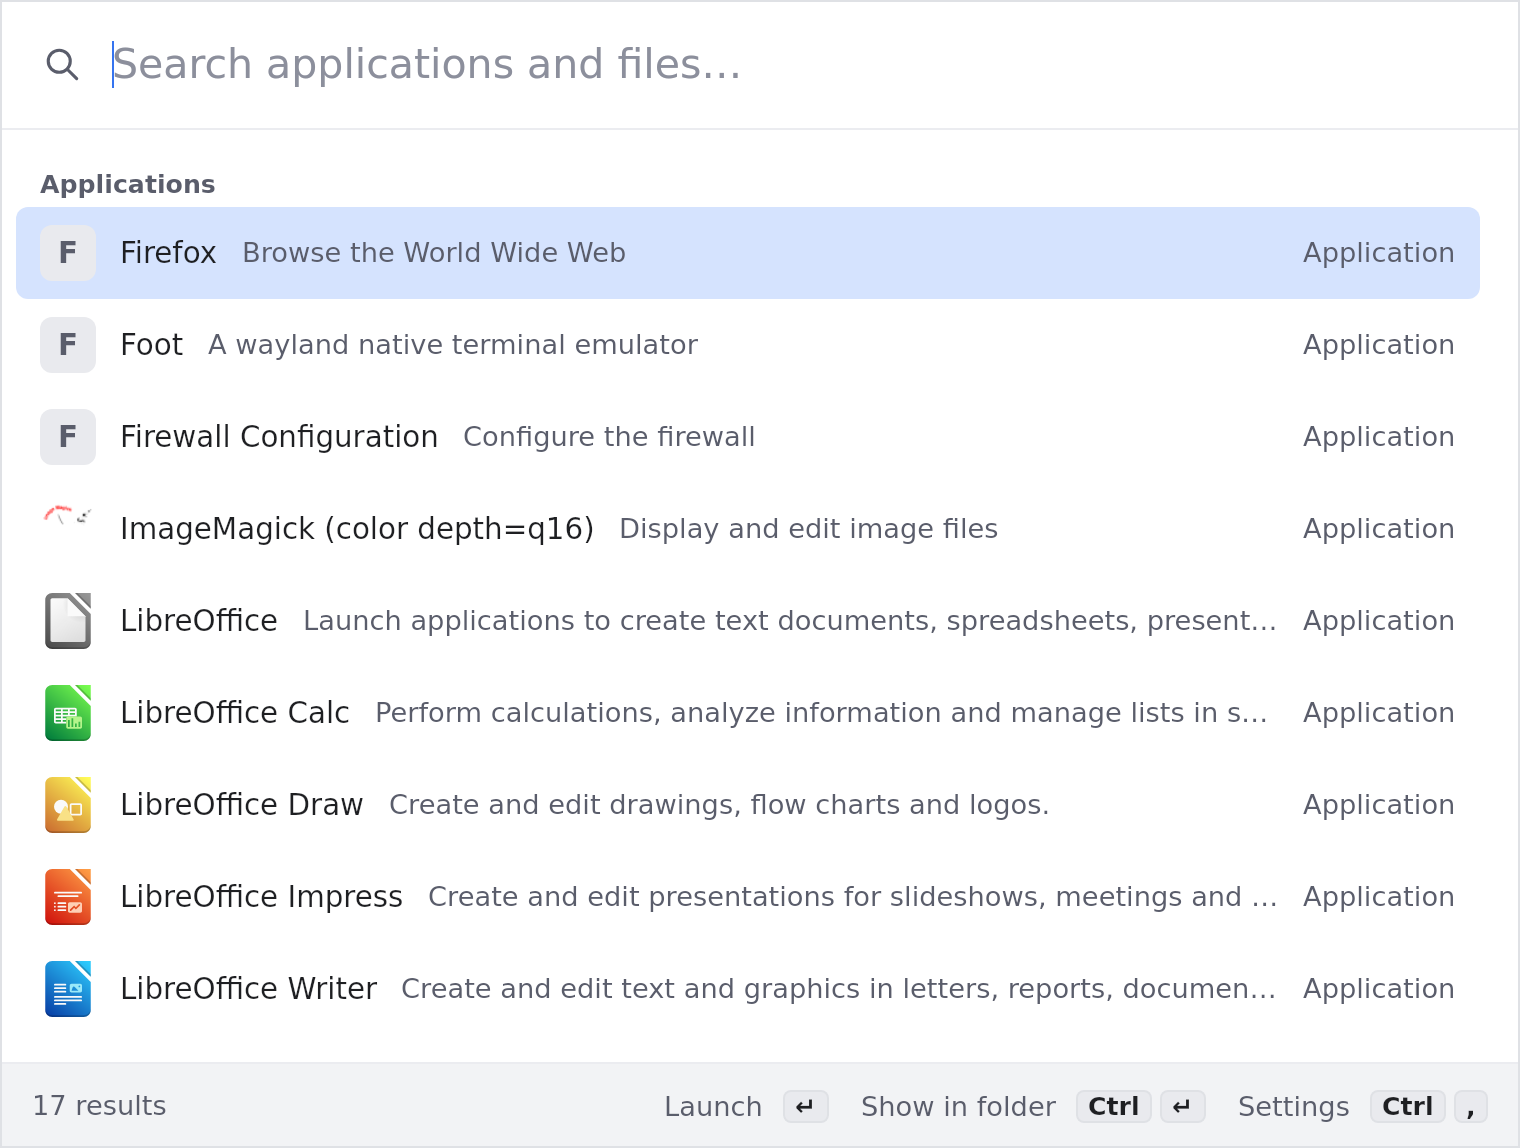 Search applications and files...
Applications
F Firefox Browse the World Wide Web Application
F Foot A wayland native terminal emulator Application
F Firewall Configuration Configure the firewall Application
ImageMagick (color depth=q16) Display and edit image files Application
LibreOffice Launch applications to create text documents, spreadsheets, present... Application
LibreOffice Calc Perform calculations, analyze information and manage lists in s... Application
LibreOffice Draw Create and edit drawings, flow charts and logos. Application
LibreOffice Impress Create and edit presentations for slideshows, meetings and ... Application
LibreOffice Writer Create and edit text and graphics in letters, reports, documen... Application
17 results Launch ↵ Show in folder Ctrl ↵ Settings Ctrl ,